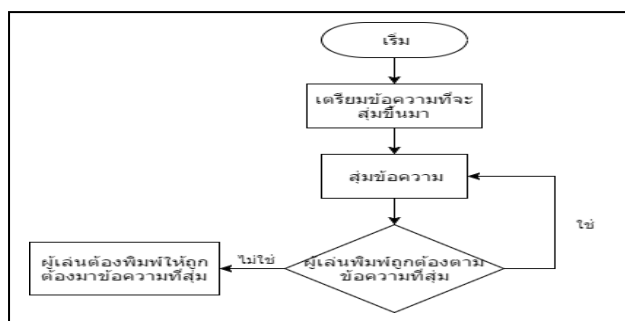 เริ่ม
เตรียมข้อความที่จะ
สุ่มขึ้นมา
สุ่มข้อความ
ใช่
ผู้เล่นพิมพ์ถูกต้องตาม
ข้อความที่สุ่ม
ไม่ใช่
ผู้เล่นต้องพิมพ์ให้ถูก
ต้องมาข้อความที่สุ่ม